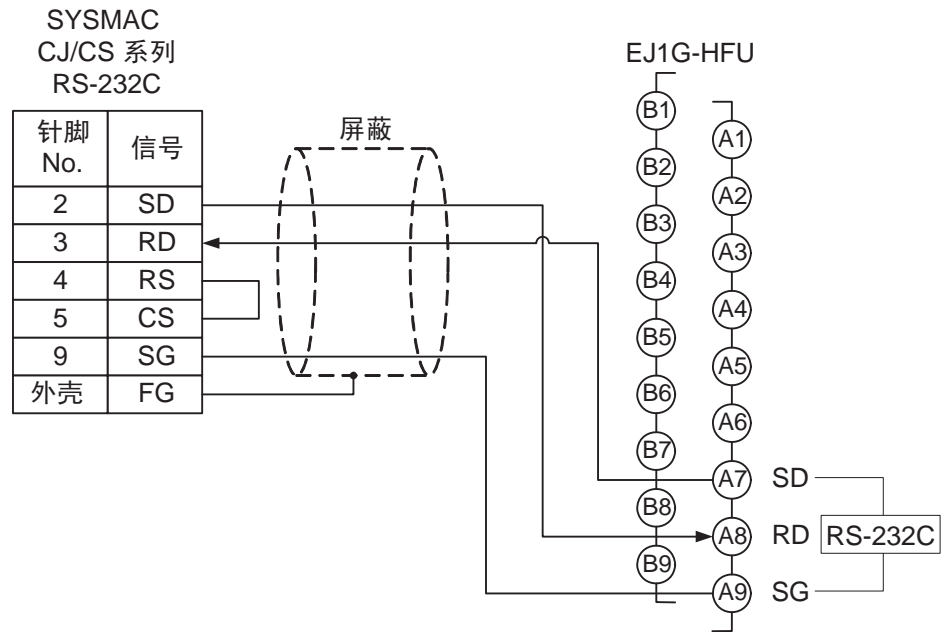 SYSMAC
CJ/CS 系列
RS-232C
针脚 No. 信号
2 SD
3 RD
4 RS
5 CS
9 SG
外壳 FG
屏蔽
EJ1G-HFU
B1
A1
B2
A2
B3
A3
B4
A4
B5
A5
B6
A6
B7
A7 SD
B8
A8 RD RS-232C
B9
A9 SG